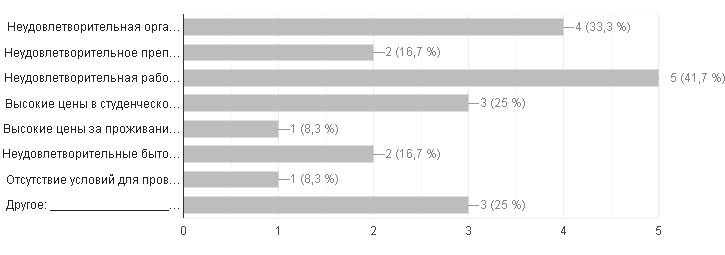 Неудовлетворительная орга... 4 (33,3 %)
Неудовлетворительное преп... 2 (16,7 %)
Неудовлетворительная рабо... 5 (41,7 %)
Высокие цены в студенческо... 3 (25 %)
Высокие цены за проживани... 1 (8,3 %)
Неудовлетворительные быто... 2 (16,7 %)
Отсутствие условий для пров... 1 (8,3 %)
Другое: __________________... 3 (25 %)
0 1 2 3 4 5